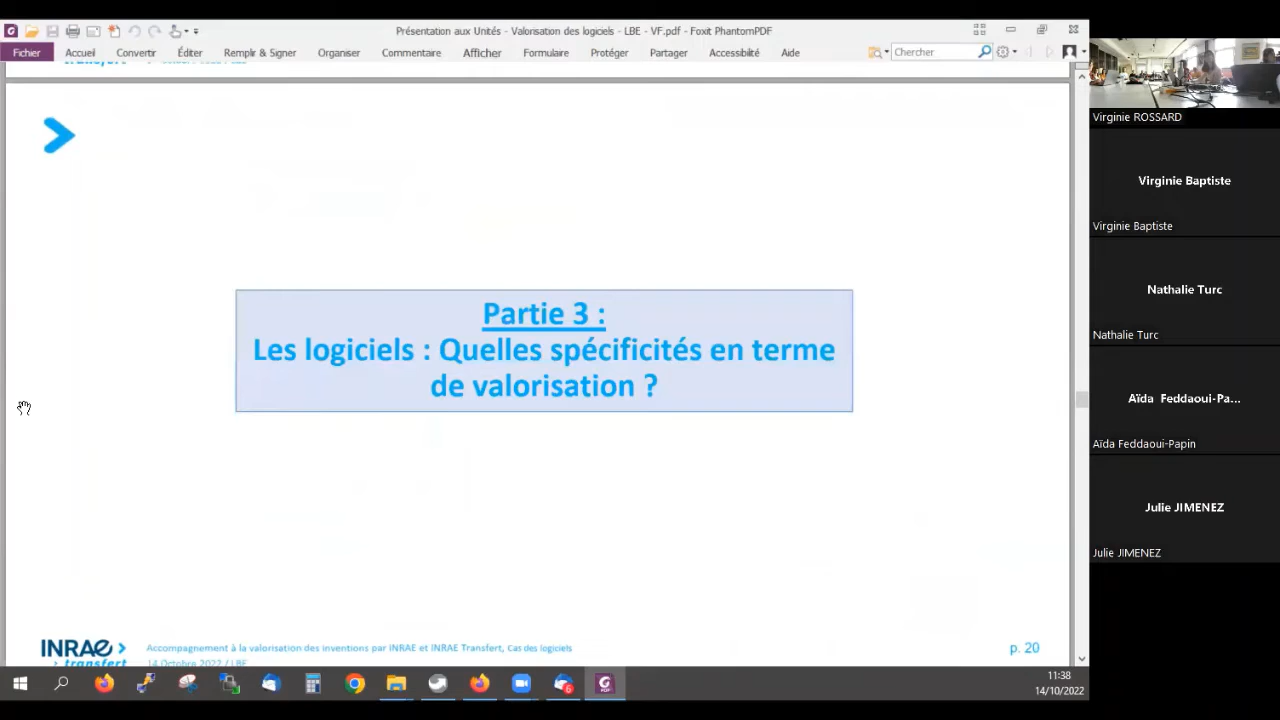 Présentation aux Unités - Valorisation des logiciels - LBE - VF.pdf - Foxit PhantomPDF
Fichier Accueil Convertir Éditer Remplir & Signer Organiser Commentaire Afficher Formulaire Protéger Partager Accessibilité Aide Chercher
Partie 3 :
Les logiciels : Quelles spécificités en terme
de valorisation ?
INRAE
transfert
Accompagnement à la valorisation des inventions par INRAE et INRAE Transfert, Cas des logiciels
14 Octobre 2022 / LBE
p. 20
Virginie ROSSARD
Virginie Baptiste
Virginie Baptiste
Nathalie Turc
Nathalie Turc
Aïda Feddaoui-Pa...
Aïda Feddaoui-Papin
Julie JIMENEZ
Julie JIMENEZ
11:38
14/10/2022